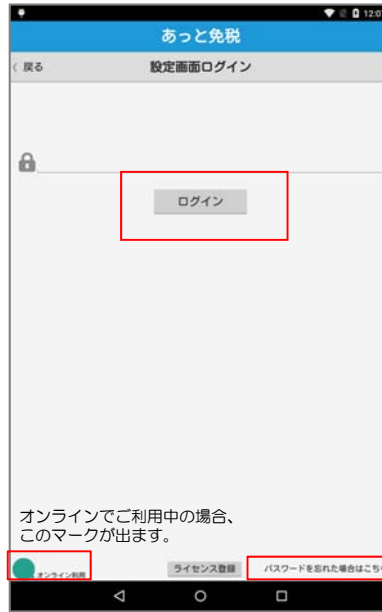 12:0
あっと免税
戻る
設定画面ログイン
ログイン
オンラインでご利用中の場合、
このマークが出ます。
オンライン利用
ライセンス登録
パスワードを忘れた場合はこち